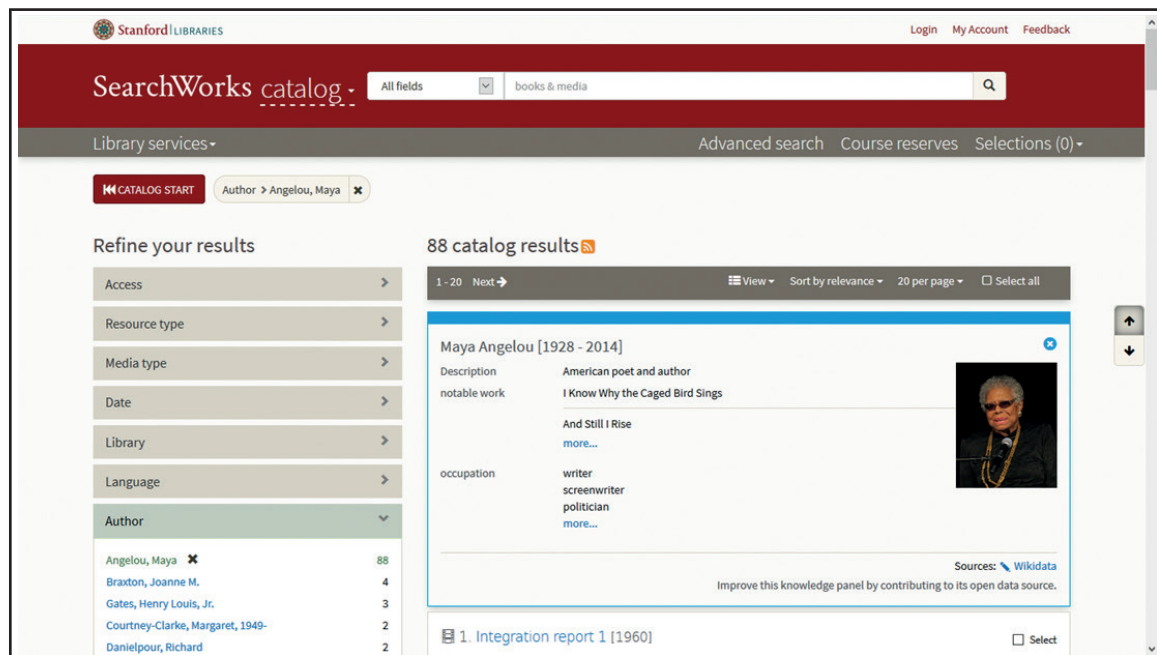 Stanford LIBRARIES
Login My Account Feedback
SearchWorks catalog
All fields
books & media
Library services
Advanced search Course reserves Selections (0)
CATALOG START
Author > Angelou, Maya
Refine your results
Access
Resource type
Media type
Date
Library
Language
Author
Angelou, Maya 88
Braxton, Joanne M. 4
Gates, Henry Louis, Jr. 3
Courtney-Clarke, Margaret, 1949- 2
Danielpour, Richard 2
88 catalog results
1 - 20 Next
View Sort by relevance 20 per page Select all
Maya Angelou [1928 - 2014]
Description American poet and author
notable work I Know Why the Caged Bird Sings
And Still I Rise
more...
occupation writer
screenwriter
politician
more...
Sources: Wikidata
Improve this knowledge panel by contributing to its open data source.
1. Integration report 1 [1960] Select